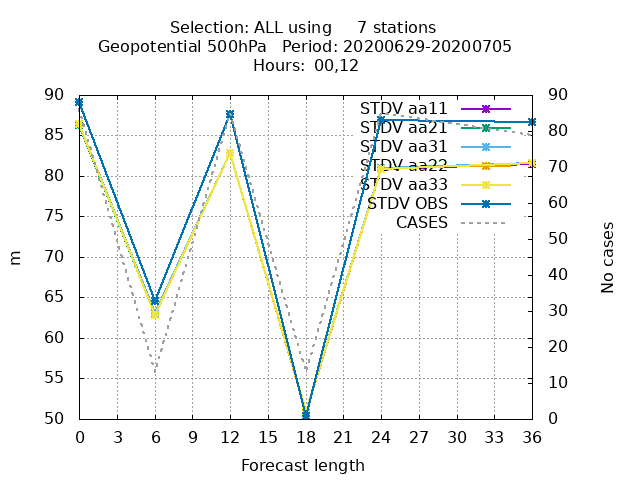 Selection: ALL using     7 stations
Geopotential 500hPa   Period: 20200629-20200705
Hours:  00,12
90
85
80
75
70
65
60
55
50
m
STDV aa11
STDV aa21
STDV aa31
STDV aa22
STDV aa33
STDV OBS
CASES
90
80
70
60
50
40
30
20
10
0
No cases
0 3 6 9 12 15 18 21 24 27 30 33 36
Forecast length